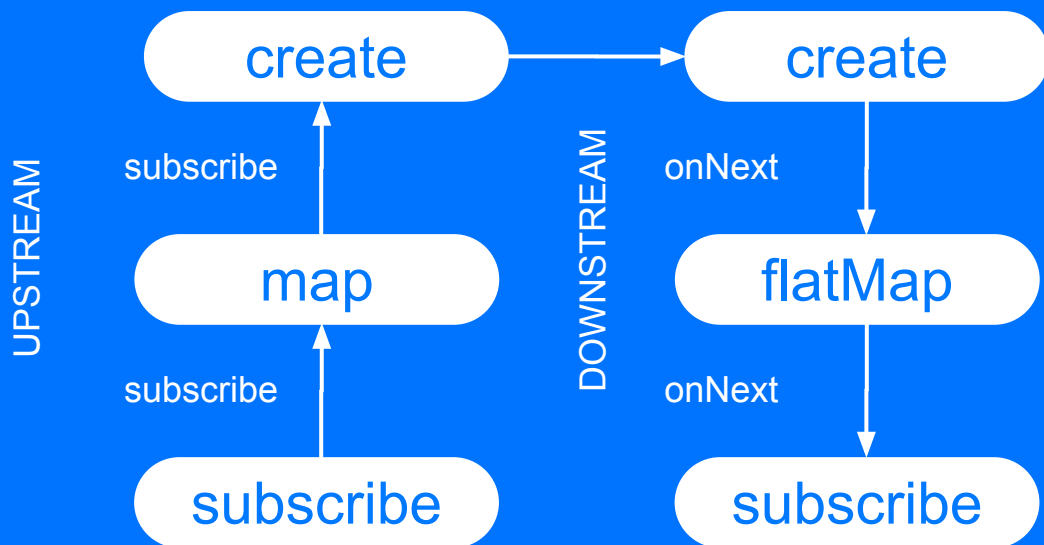 create
create
subscribe
onNext
UPSTREAM
DOWNSTREAM
map
flatMap
subscribe
onNext
subscribe
subscribe